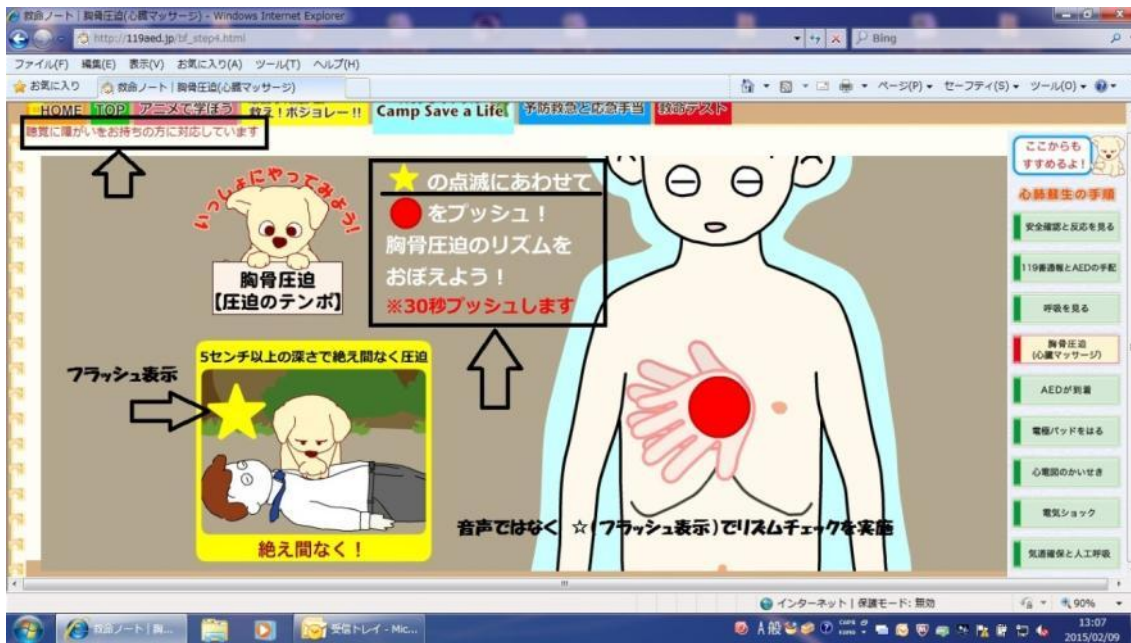 救命ノート | 胸骨圧迫(心臓マッサージ) - Windows Internet Explorer
http://119aed.jp/bf_step4.html
Bing
ファイル(F) 編集(E) 表示(V) お気に入り(A) ツール(T) ヘルプ(H)
お気に入り
救命ノート | 胸骨圧迫(心臓マッサージ)
ページ(P) セーフティ(S) ツール(O)
HOME TOP アニメで学ぼう 救え！ボジョレー!! Camp Save a Life 予防救急と応急手当 救命テスト
聴覚に障がいをお持ちの方に対応しています
いっしょにやってみよう!
胸骨圧迫
【圧迫のテンポ】
の点滅にあわせて
をプッシュ！
胸骨圧迫のリズムを
おぼえよう！
※30秒プッシュします
フラッシュ表示
5センチ以上の深さで絶え間なく圧迫
絶え間なく！
音声ではなく ☆(フラッシュ表示)でリズムチェックを実施
ここからも
すすめるよ！
心肺蘇生の手順
安全確認と反応を見る
119番通報とAEDの手配
呼吸を見る
胸骨圧迫
(心臓マッサージ)
AEDが到着
電極パッドをはる
心電図のかいせき
電気ショック
気道確保と人工呼吸
インターネット | 保護モード: 無効
90%
救命ノート | 胸...
受信トレイ - Mic...
A 般
CAPS
KANA
13:07
2015/02/09